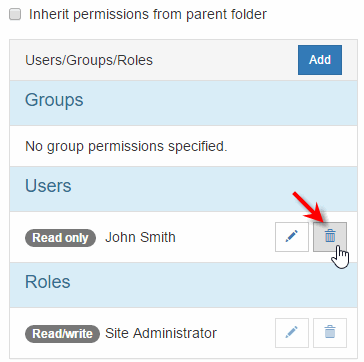 Inherit permissions from parent folder
Users/Groups/Roles Add
Groups
No group permissions specified.
Users
Read only John Smith
Roles
Read/write Site Administrator